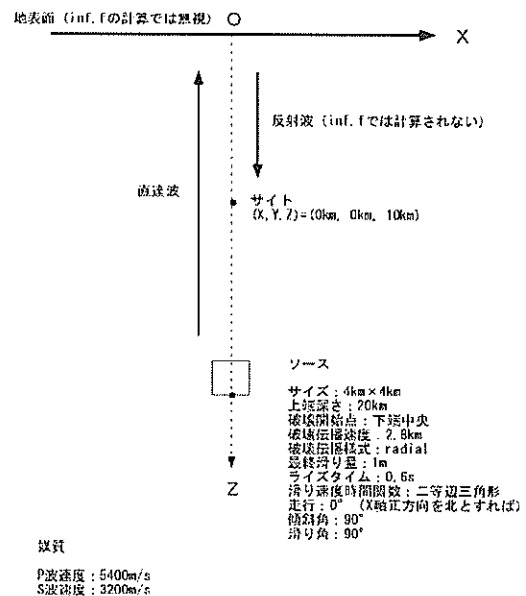 地表面 (inf.fの計算では無視) O
X
反射波 (inf.fでは計算されない)
直達波
サイト
(X,Y,Z)=(0km, 0km, 10km)
ソース
サイズ：4km×4km
上端深さ：20km
破壊開始点：下端中央
破壊伝播速度：2.8km
破壊伝播様式：radial
最終滑り量：1m
ライズタイム：0.6s
滑り速度時間関数：二等辺三角形
走行：0° (X軸正方向を北とすれば)
傾斜角：90°
滑り角：90°
Z
媒質
P波速度：5400m/s
S波速度：3200m/s